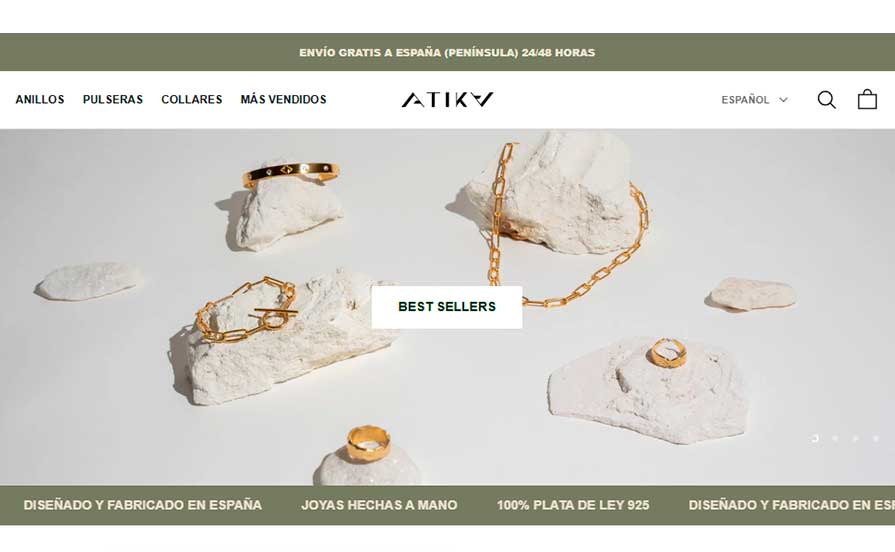 ENVÍO GRATIS A ESPAÑA (PENÍNSULA) 24/48 HORAS
ANILLOS PULSERAS COLLARES MÁS VENDIDOS ATIKA ESPAÑOL
BEST SELLERS
DISEÑADO Y FABRICADO EN ESPAÑA JOYAS HECHAS A MANO 100% PLATA DE LEY 925 DISEÑADO Y FABRICADO EN